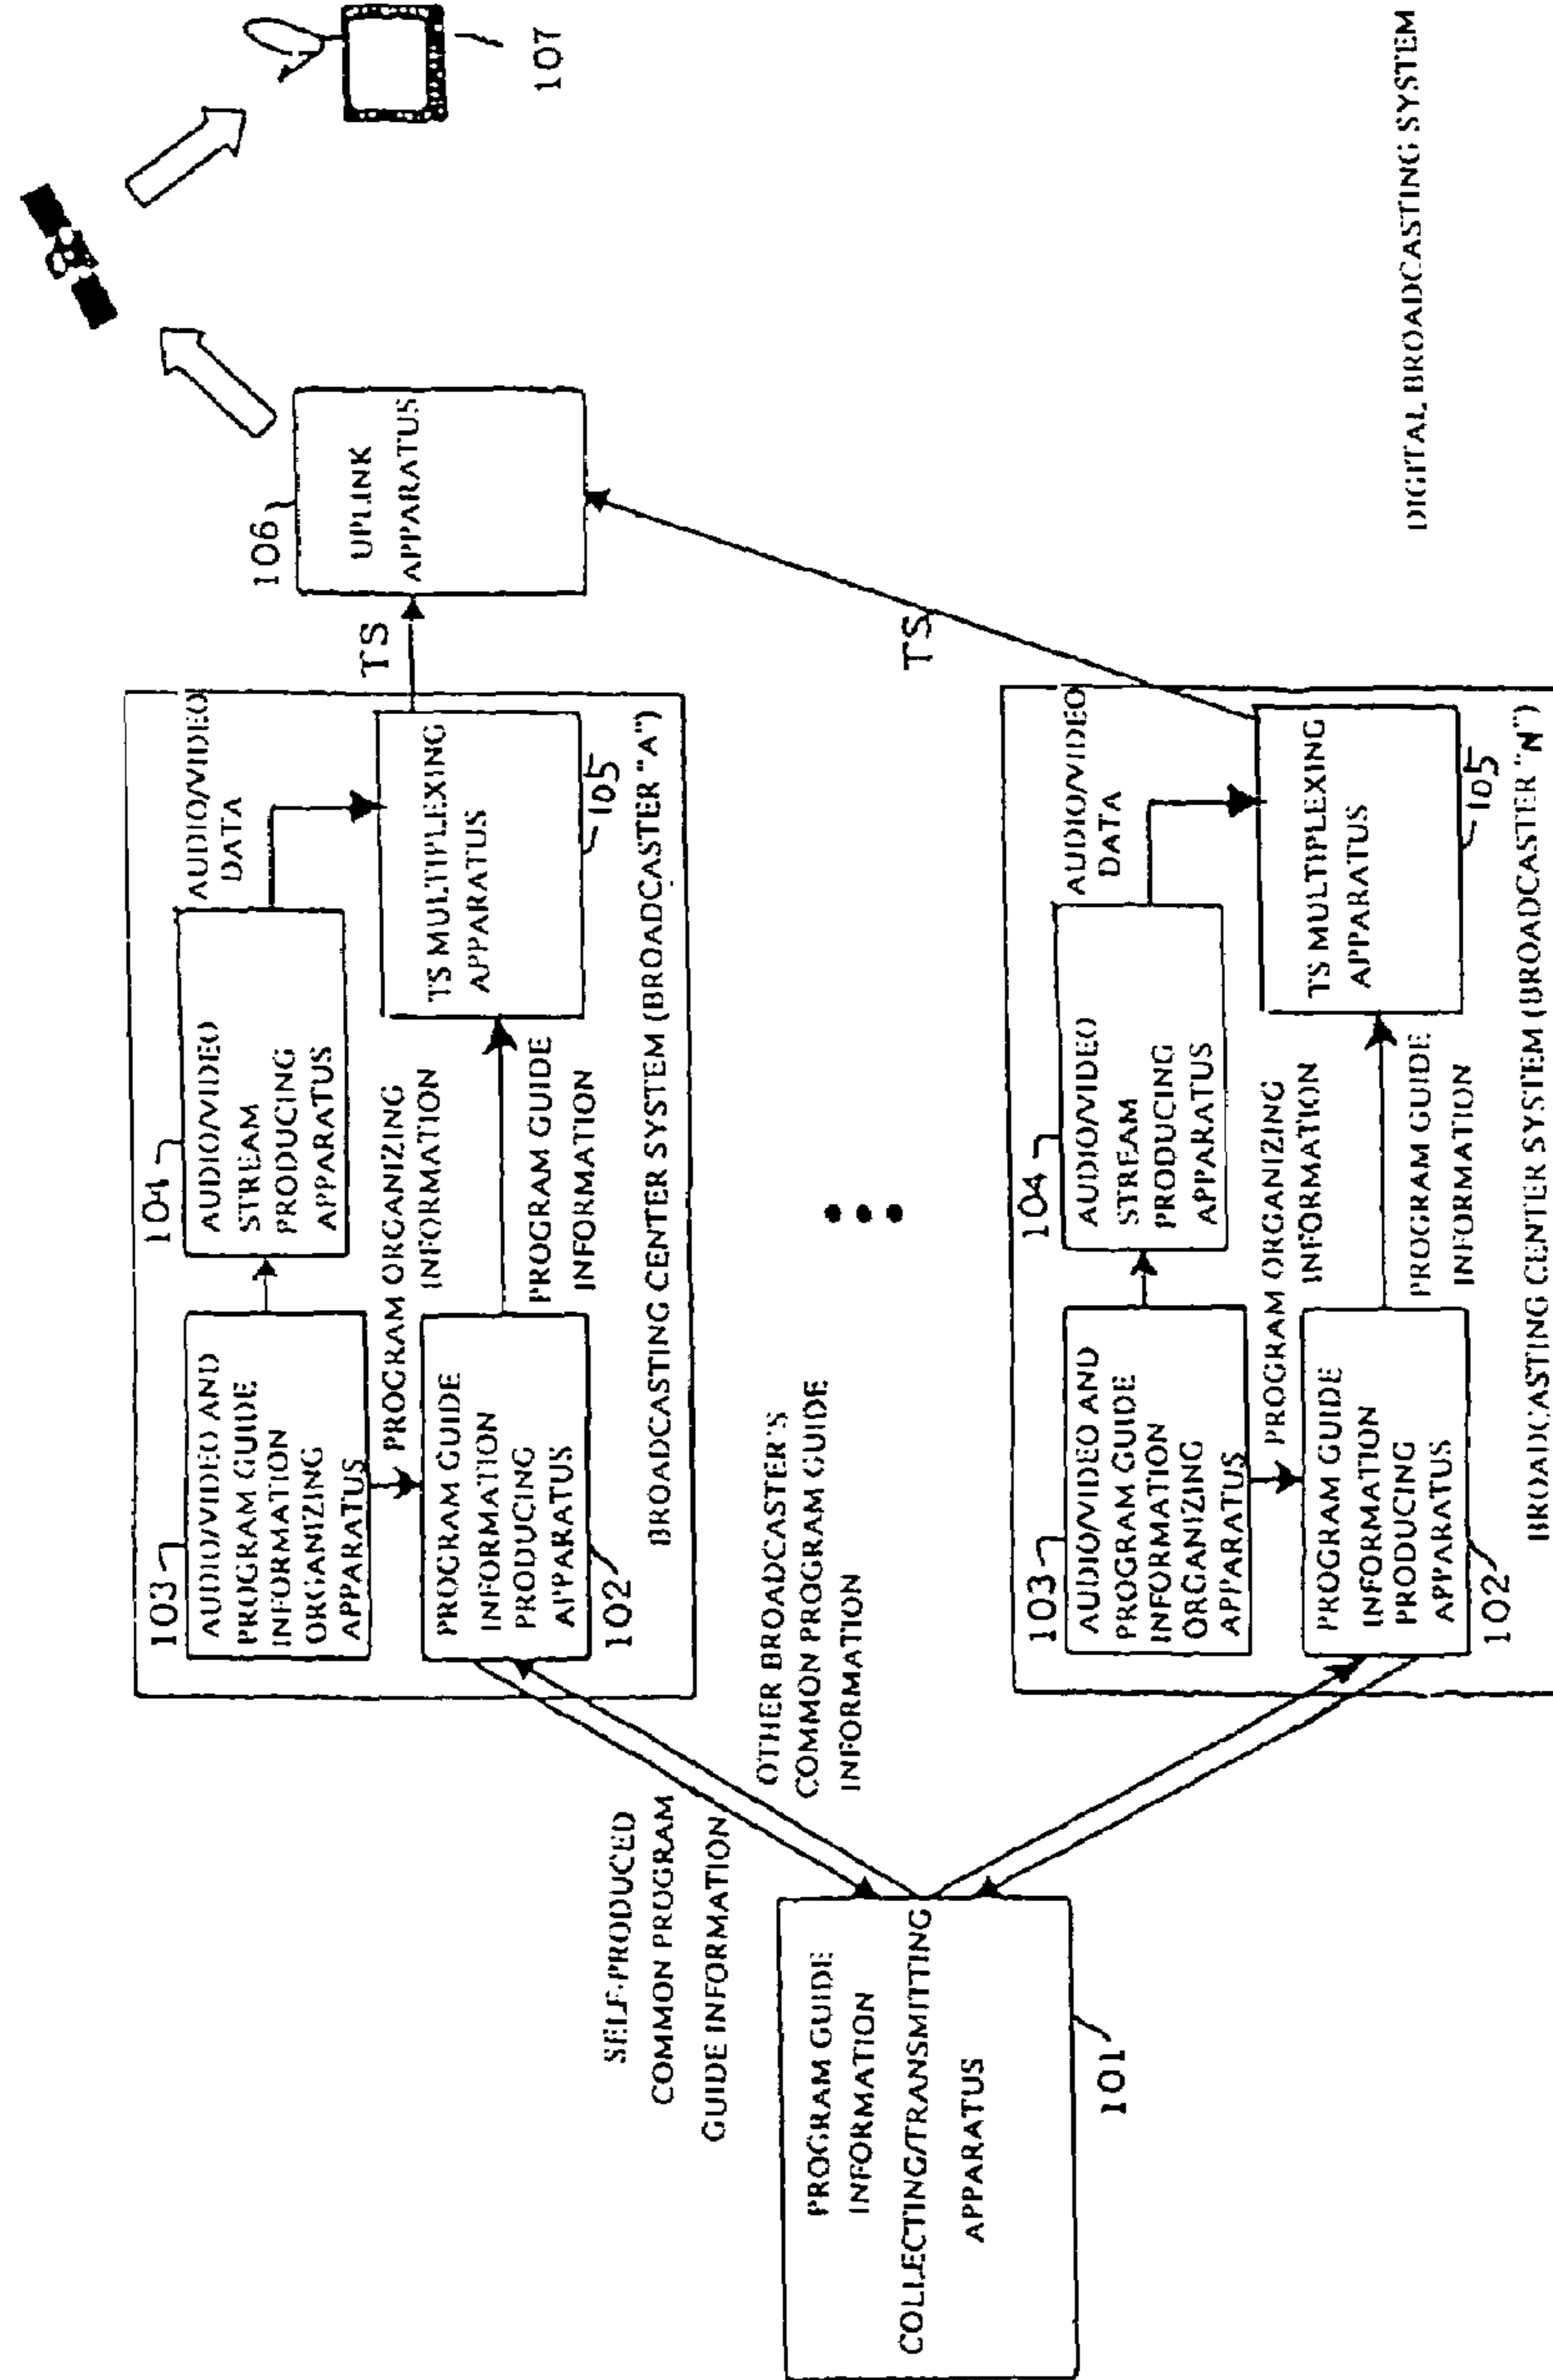 107
106
UPLINK
APPARATUS
TS
AUDIO/VIDEO
DATA
104
AUDIO/VIDEO
STREAM
PRODUCING
APPARATUS
TS MULTIPLEXING
APPARATUS
105
103
AUDIO/VIDEO AND
PROGRAM GUIDE
INFORMATION
ORGANIZING
APPARATUS
PROGRAM ORGANIZING
INFORMATION
PROGRAM GUIDE
INFORMATION
PRODUCING
APPARATUS
102
PROGRAM GUIDE
INFORMATION
BROADCASTING CENTER SYSTEM (BROADCASTER "A")
SELF-PRODUCED
COMMON PROGRAM
GUIDE INFORMATION
OTHER BROADCASTER'S
COMMON PROGRAM GUIDE
INFORMATION
PROGRAM GUIDE
INFORMATION
COLLECTING/TRANSMITTING
APPARATUS
101
TS
AUDIO/VIDEO
DATA
104
AUDIO/VIDEO
STREAM
PRODUCING
APPARATUS
TS MULTIPLEXING
APPARATUS
105
103
AUDIO/VIDEO AND
PROGRAM GUIDE
INFORMATION
ORGANIZING
APPARATUS
PROGRAM ORGANIZING
INFORMATION
PROGRAM GUIDE
INFORMATION
PRODUCING
APPARATUS
102
PROGRAM GUIDE
INFORMATION
BROADCASTING CENTER SYSTEM (BROADCASTER "N")
DIGITAL BROADCASTING SYSTEM